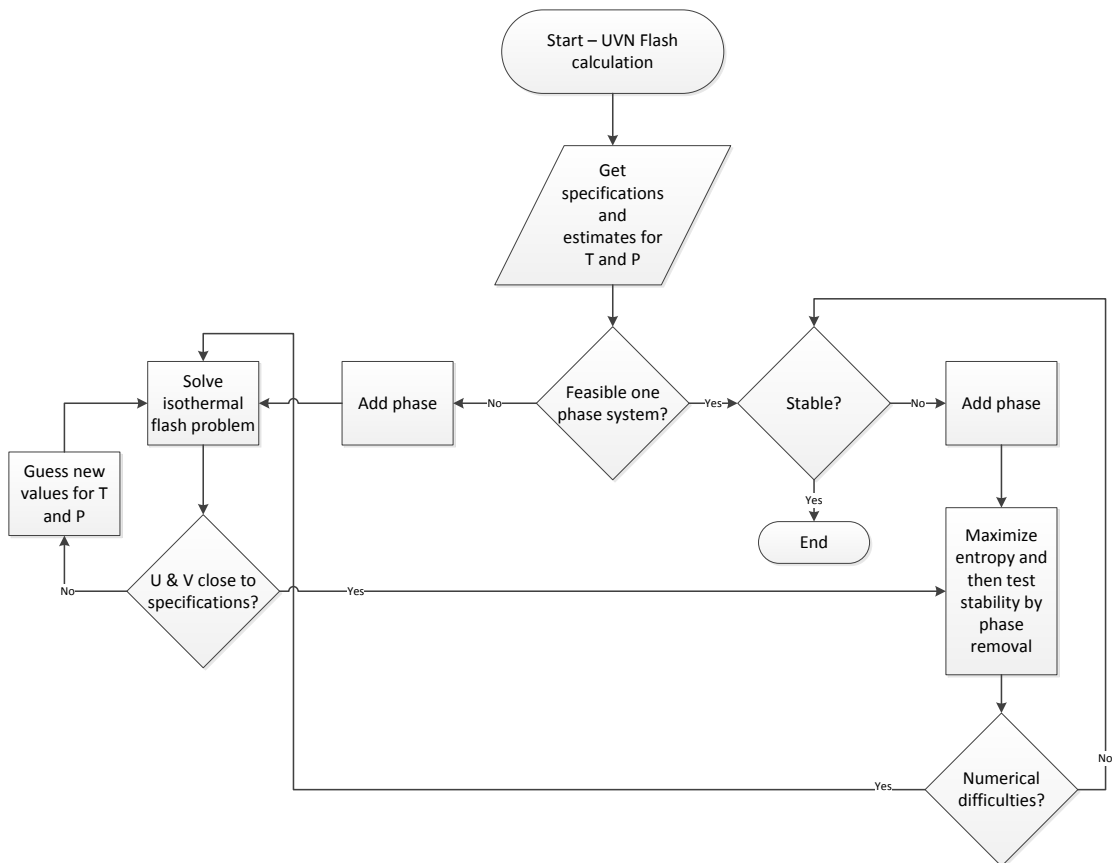 Start – UVN Flash
calculation
Get
specifications
and
estimates for
T and P
Feasible one
phase system?
No
Add phase
Solve
isothermal
flash problem
Guess new
values for T
and P
U & V close to
specifications?
No
Yes
Yes
Stable?
No
Add phase
Yes
End
Maximize
entropy and
then test
stability by
phase
removal
Numerical
difficulties?
Yes
No